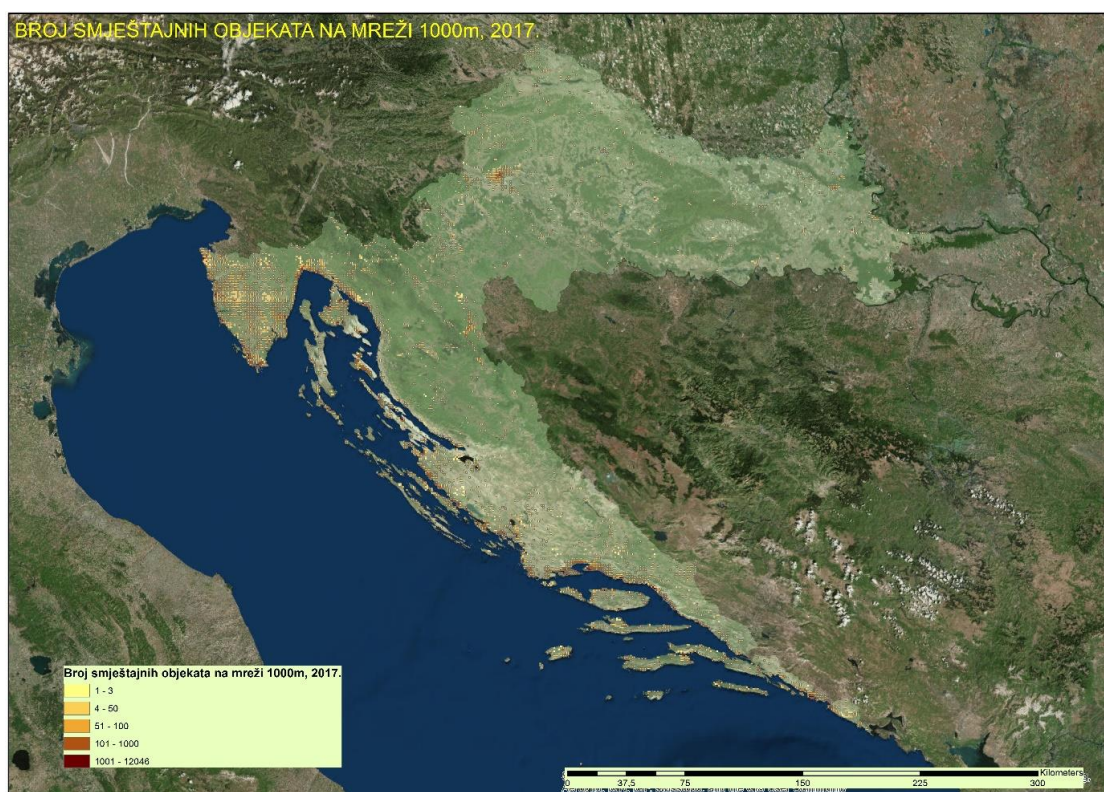 BROJ SMJEŠTAJNIH OBJEKATA NA MREŽI 1000m, 2017.
Broj smještajnih objekata na mreži 1000m, 2017.
1 - 3
4 - 50
51 - 100
101 - 1000
1001 - 12046
Kilometers
0 37,5 75 150 225 300